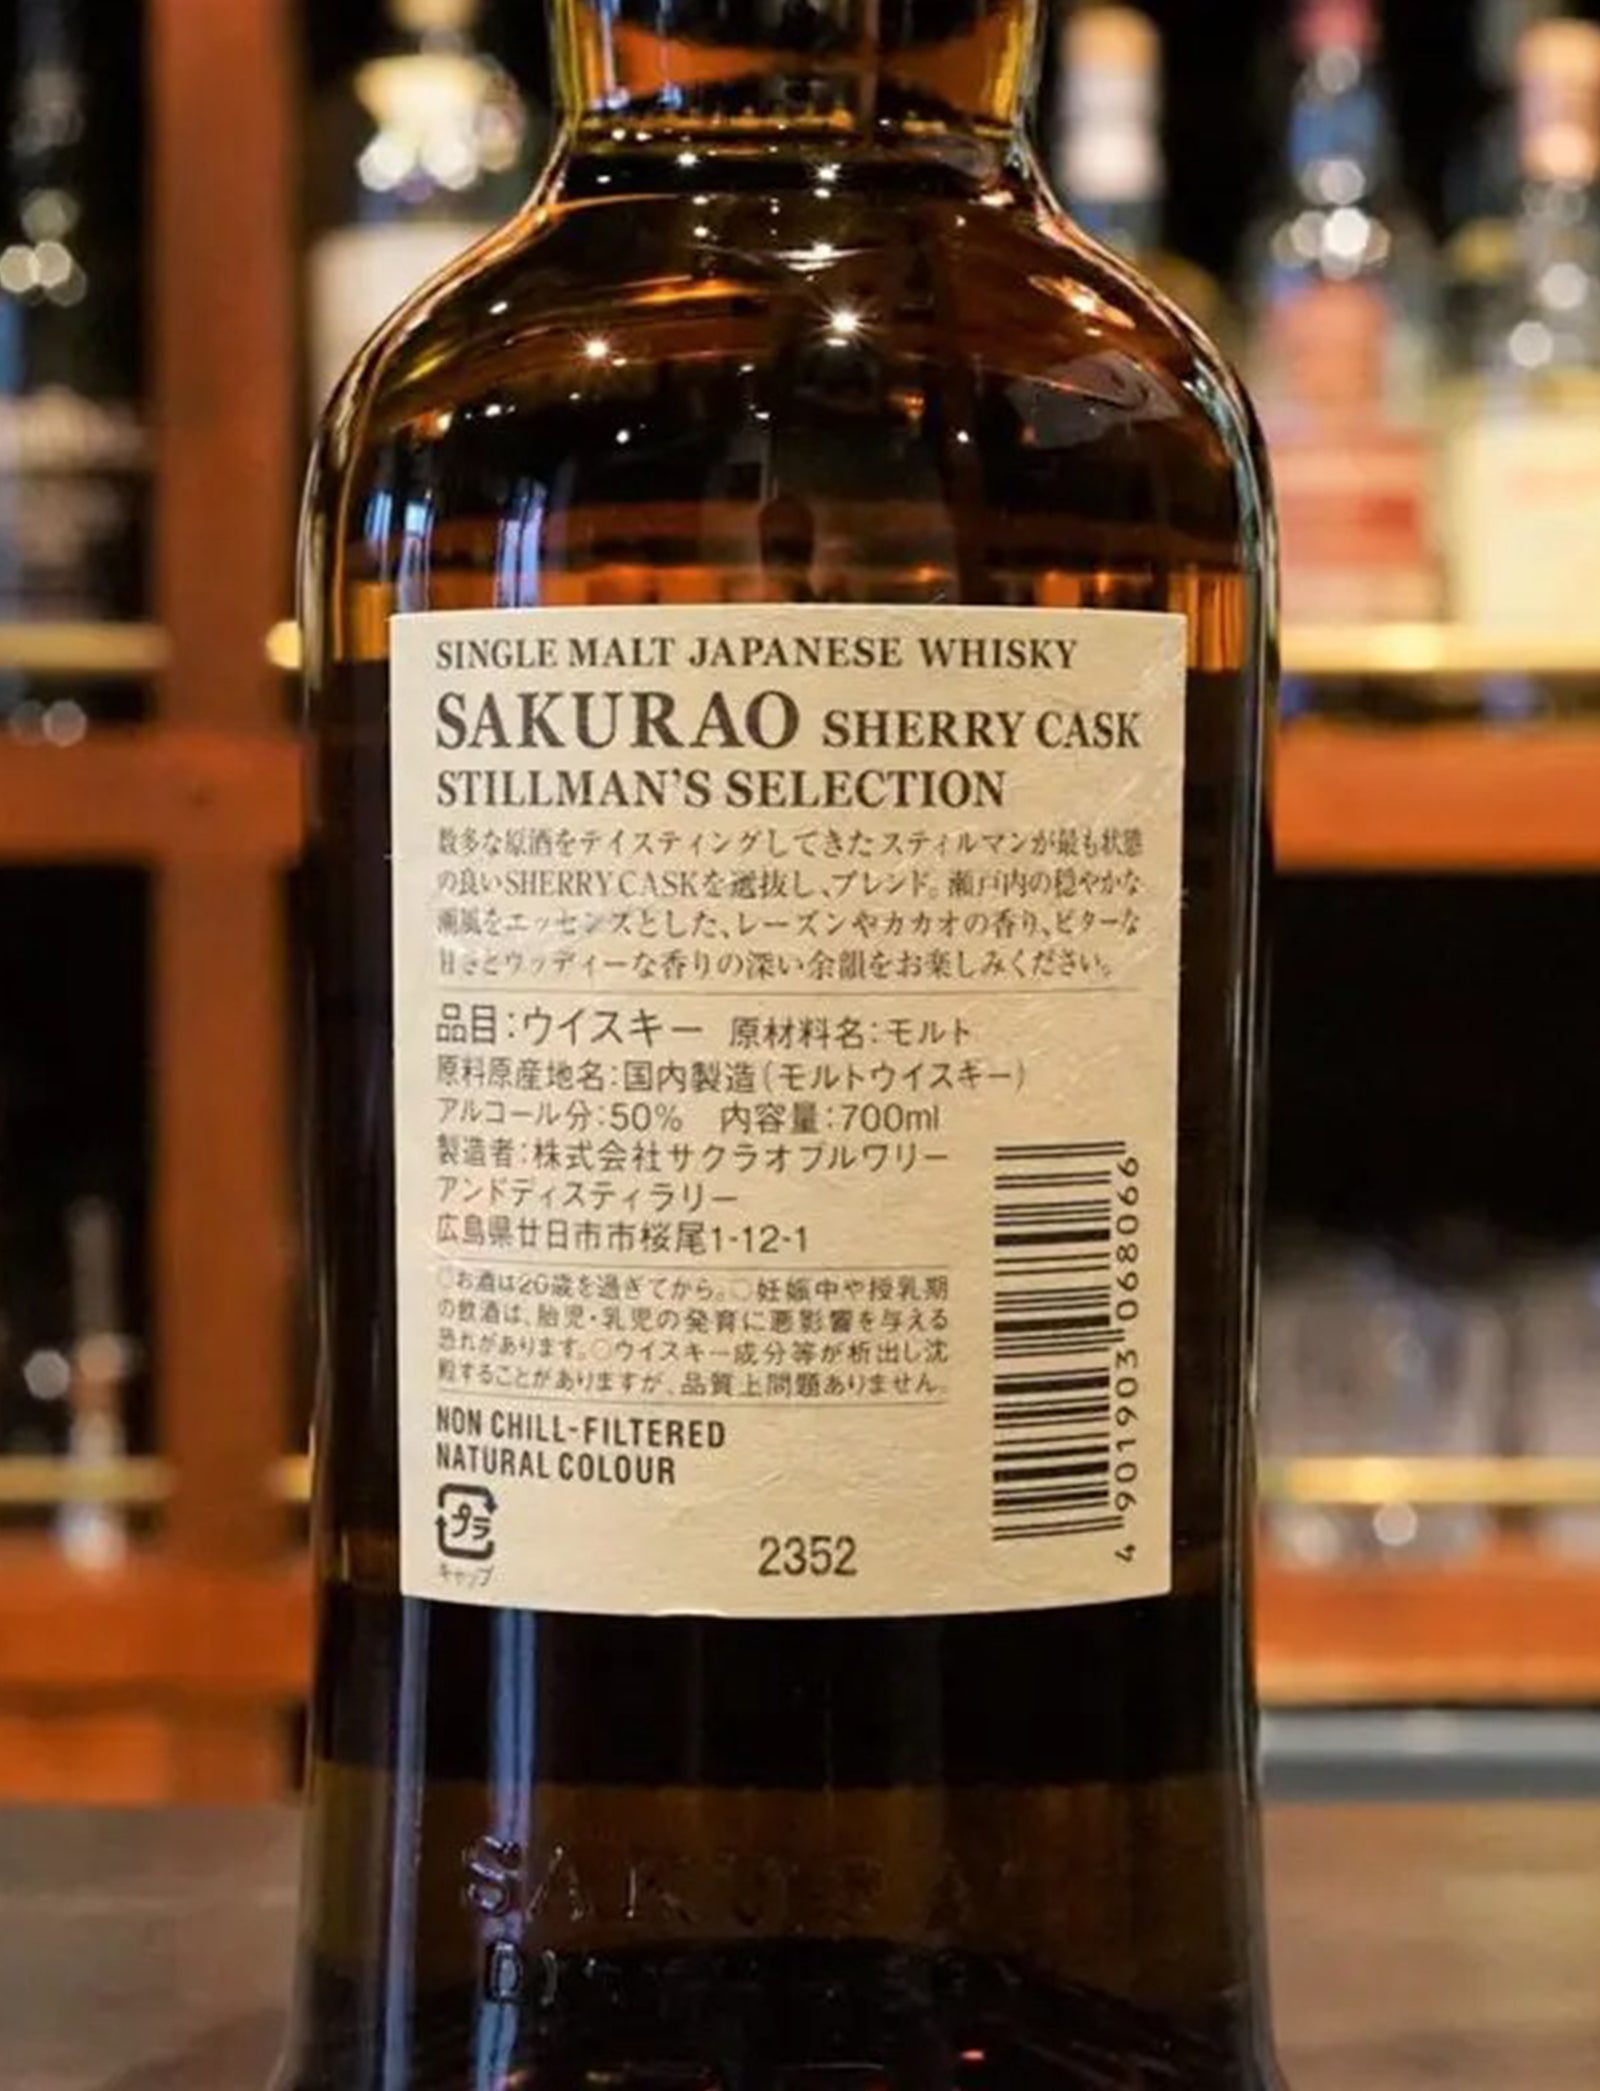 SINGLE MALT JAPANESE WHISKY
SAKURAO SHERRY CASK
STILLMAN'S SELECTION
数多な原酒をテイスティングしてきたスティルマンが最も状態
の良いSHERRY CASKを選抜し、ブレンド。瀬戸内の穏やかな
潮風をエッセンスとした、レーズンやカカオの香り、ビターな
甘さとウッディーな香りの深い余韻をお楽しみください。
品目:ウイスキー 原材料名:モルト
原料原産地名:国内製造(モルトウイスキー)
アルコール分:50% 内容量:700ml
製造者:株式会社サクラオブルワリー
アンドディスティラリー
広島県廿日市市桜尾1-12-1
○お酒は20歳を過ぎてから。○妊娠中や授乳期
の飲酒は、胎児・乳児の発育に悪影響を与える
恐れがあります。○ウイスキー成分等が析出し沈
殿することがありますが、品質上問題ありません。
NON CHILL-FILTERED
NATURAL COLOUR
プラ
キャップ
2352
4 901903 068066
SAKURA